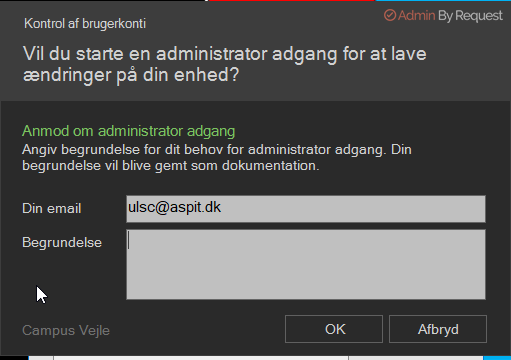 Admin By Request
Kontrol af brugerkonti
Vil du starte en administrator adgang for at lave
ændringer på din enhed?
Anmod om administrator adgang
Angiv begrundelse for dit behov for administrator adgang. Din
begrundelse vil blive gemt som dokumentation.
Din email
ulsc@aspit.dk
Begrundelse
Campus Vejle
OK
Afbryd